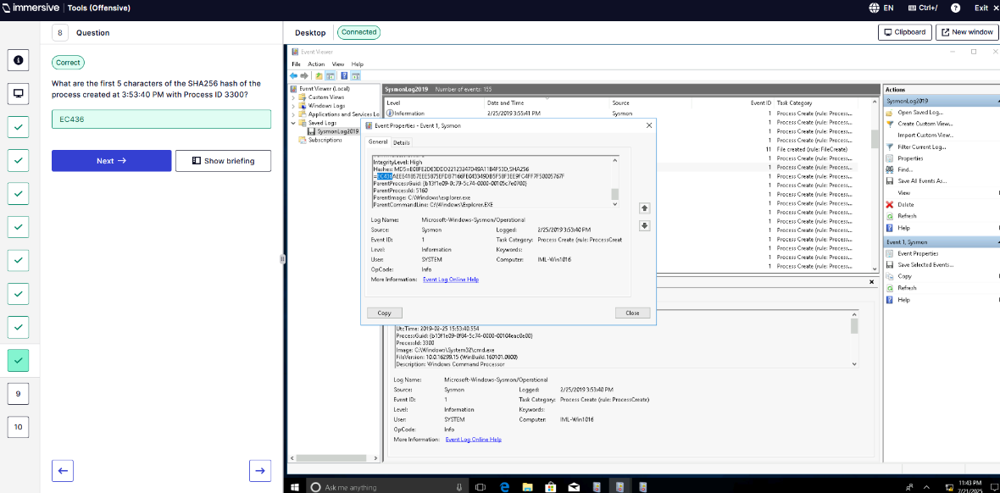 immersive | Tools (Offensive)
EN
Ctrl+/
?
Exit ×
8 Question
Correct
What are the first 5 characters of the SHA256 hash of the
process created at 3:53:40 PM with Process ID 3300?
EC436
Next →
Show briefing
9
10
Desktop
Connected
Clipboard
New window
Event Viewer
File Action View Help
Event Viewer (Local)
Custom Views
Windows Logs
Applications and Services Lo
Saved Logs
SysmonLog2019
Subscriptions
SysmonLog2019 Number of events: 155
Level Date and Time Source Event ID Task Category
Information 2/25/2019 3:55:41 PM Sysmon 1 Process Create (rule: Process...
1 Process Create (rule: Process...
1 Process Create (rule: Process...
1 Process Create (rule: Process...
11 File created (rule: FileCreate)
1 Process Create (rule: Process...
1 Process Create (rule: Process...
1 Process Create (rule: Process...
1 Process Create (rule: Process...
1 Process Create (rule: Process...
1 Process Create (rule: Process...
1 Process Create (rule: Process...
1 Process Create (rule: Process...
1 Process Create (rule: Process...
1 Process Create (rule: Process...
1 Process Create (rule: Process...
1 Process Create (rule: Process...
1 Process Create (rule: Process...
Event Properties - Event 1, Sysmon
General Details
IntegrityLevel: High
ParentProcessId: 5160
ParentImage: C:\Windows\explorer.exe
ParentCommandLine: C:\Windows\Explorer.EXE
Log Name: Microsoft-Windows-Sysmon/Operational
Source: Sysmon Logged: 2/25/2019 3:53:40 PM
Event ID: 1 Task Category: Process Create (rule: ProcessCreat
Level: Information Keywords:
User: SYSTEM Computer: IML-Win1016
OpCode: Info
More Information: Event Log Online Help
Copy
Close
UtcTime: 2019-02-25 15:53:40.554
ProcessId: 3300
Image: C:\Windows\System32\cmd.exe
FileVersion: 10.0.16299.15 (WinBuild.160101.0800)
Description: Windows Command Processor
Log Name: Microsoft-Windows-Sysmon/Operational
Source: Sysmon Logged: 2/25/2019 3:53:40 PM
Event ID: 1 Task Category: Process Create (rule: ProcessCreate)
Level: Information Keywords:
User: SYSTEM Computer: IML-Win1016
OpCode: Info
More Information: Event Log Online Help
Actions
SysmonLog2019
Open Saved Log...
Create Custom View...
Import Custom View...
Filter Current Log...
Properties
Find...
Save All Events As...
View
Delete
Refresh
Help
Event 1, Sysmon
Event Properties
Save Selected Events...
Copy
Refresh
Help
Ask me anything
11:43 PM
7/21/2025